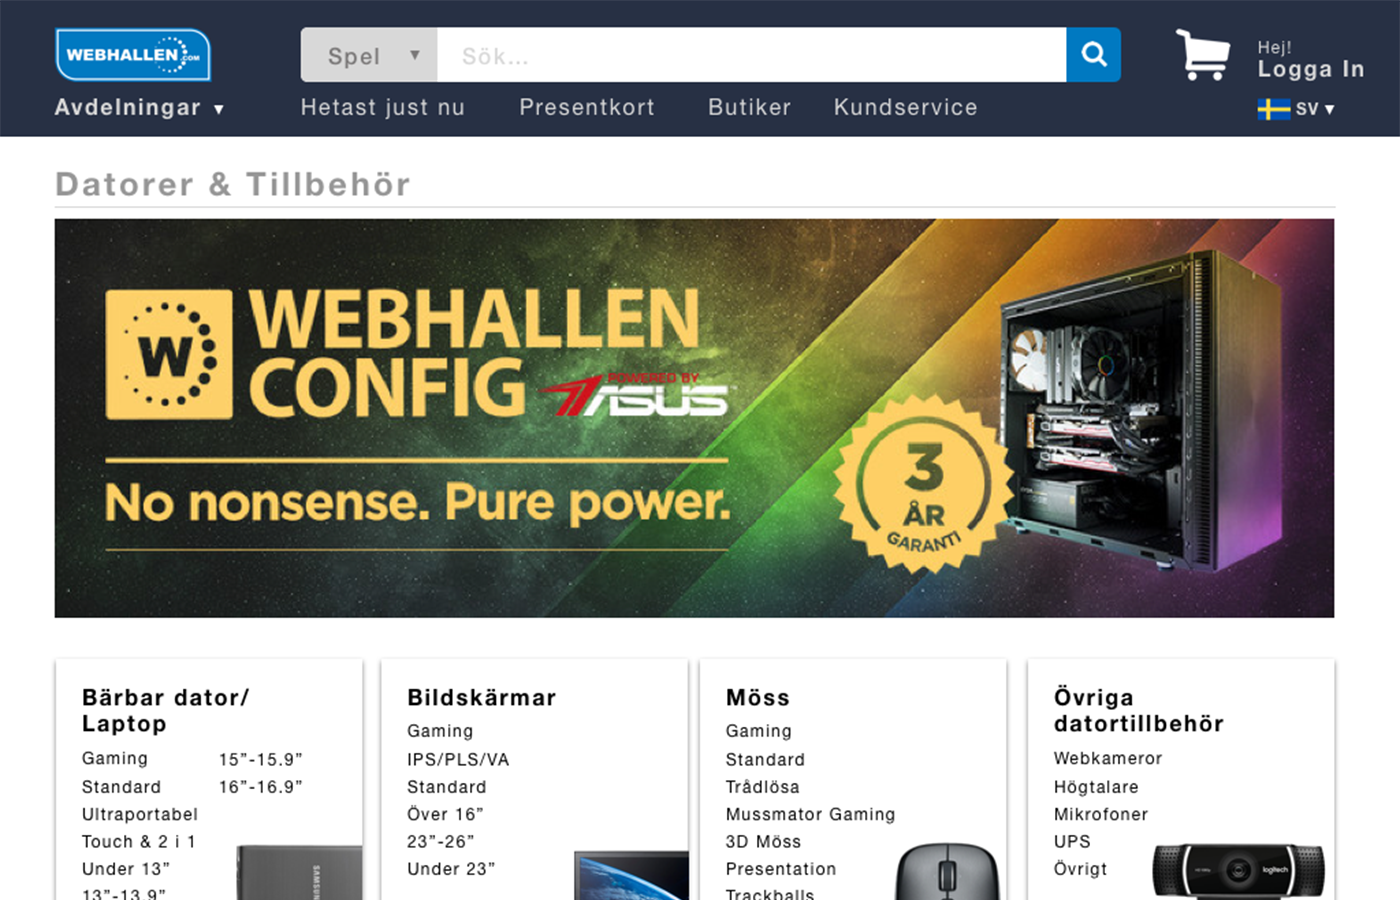 WEBHALLEN.COM
Spel ▼
Sök...
Hej!
Logga In
Avdelningar ▼
Hetast just nu
Presentkort
Butiker
Kundservice
SV ▼
Datorer & Tillbehör
W
WEBHALLEN
CONFIG
POWERED BY
ASUS
No nonsense. Pure power.
3
ÅR
GARANTI
Bärbar dator/
Laptop
Gaming
Standard
Ultraportabel
Touch & 2 i 1
Under 13”
13”-13.9”
15”-15.9”
16”-16.9”
SAMSUNG
Bildskärmar
Gaming
IPS/PLS/VA
Standard
Över 16”
23”-26”
Under 23”
Möss
Gaming
Standard
Trådlösa
Mussmator Gaming
3D Möss
Presentation
Trackballs
Övriga
datortillbehör
Webkameror
Högtalare
Mikrofoner
UPS
Övrigt
logitech